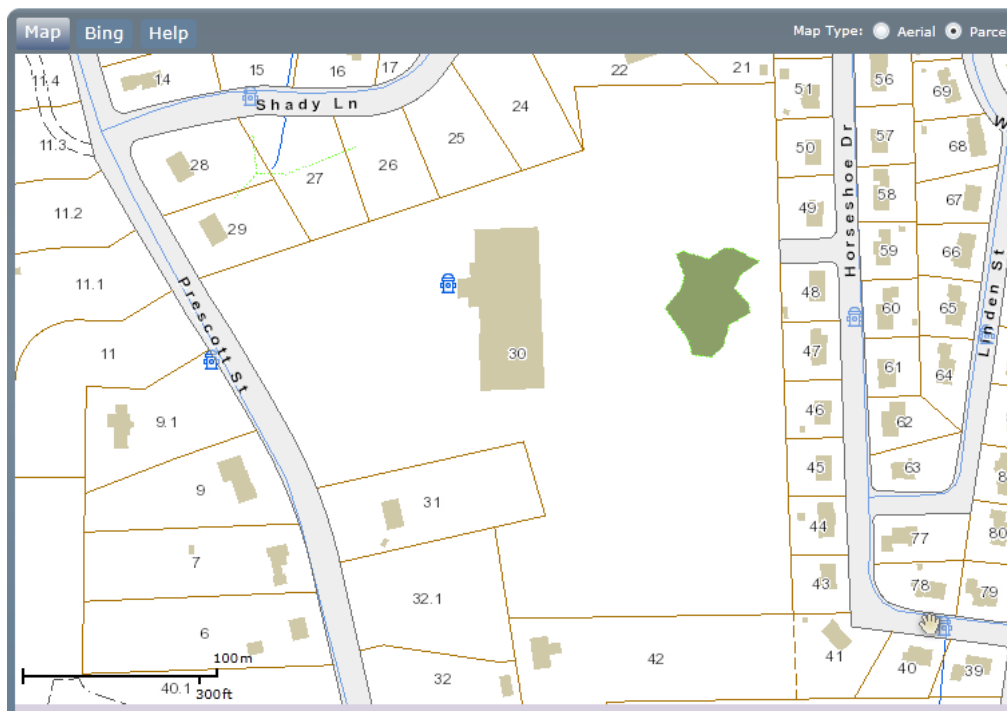 Map Bing Help Map Type: Aerial Parce
11.4 14 15 16 17 22 21 51 56 69
Shady Ln
11.3 24 25 50 57 68
28 27 26
11.2 29 49 58 67
Horseshoe Dr
59 66
11.1 48
Prescott St
60 65
Linden St
11 30 47 61 64
9.1 46 62
45 63
9 31 44 77 80
7 43 78 79
32.1
6 42 41 40 39
100m
300ft
40.1 32